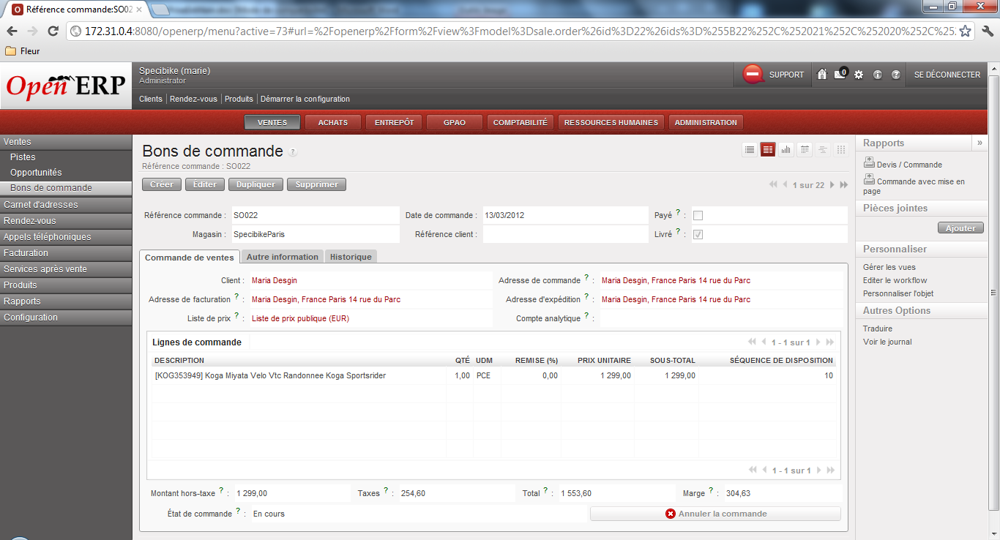 Référence commande:SO02
172.31.0.4:8080/openerp/menu?active=73#url=%2Fopenerp%2Fform%2Fview%3Fmodel%3Dsale.order%26id%3D22%26ids%3D%255B22%252C%252021%252C%252020%252C%25
Fleur
Open ERP
Specibike (marie)
Administrator
SUPPORT
0
SE DÉCONNECTER
Clients | Rendez-vous | Produits | Démarrer la configuration
VENTES ACHATS ENTREPÔT GPAO COMPTABILITÉ RESSOURCES HUMAINES ADMINISTRATION
Ventes
Pistes
Opportunités
Bons de commande
Carnet d'adresses
Rendez-vous
Appels téléphoniques
Facturation
Services après vente
Produits
Rapports
Configuration
Bons de commande ?
Référence commande : SO022
Créer Editer Dupliquer Supprimer
1 sur 22
Référence commande : SO022 Date de commande : 13/03/2012 Payé ? :
Magasin : SpecibikeParis Référence client : Livré ? :
Commande de ventes Autre information Historique
Client : Maria Desgin Adresse de commande ? : Maria Desgin, France Paris 14 rue du Parc
Adresse de facturation ? : Maria Desgin, France Paris 14 rue du Parc Adresse d'expédition ? : Maria Desgin, France Paris 14 rue du Parc
Liste de prix ? : Liste de prix publique (EUR) Compte analytique ? :
Lignes de commande 1 - 1 sur 1
DESCRIPTION QTÉ UDM REMISE (%) PRIX UNITAIRE SOUS-TOTAL SÉQUENCE DE DISPOSITION
[KOG353949] Koga Miyata Velo Vtc Randonnee Koga Sportsrider 1,00 PCE 0,00 1 299,00 1 299,00 10
1 - 1 sur 1
Montant hors-taxe ? : 1 299,00 Taxes ? : 254,60 Total ? : 1 553,60 Marge ? : 304,63
État de commande ? : En cours Annuler la commande
Rapports »
Devis / Commande
Commande avec mise en
page
Pièces jointes
Ajouter
Personnaliser
Gérer les vues
Editer le workflow
Personnaliser l'objet
Autres Options
Traduire
Voir le journal